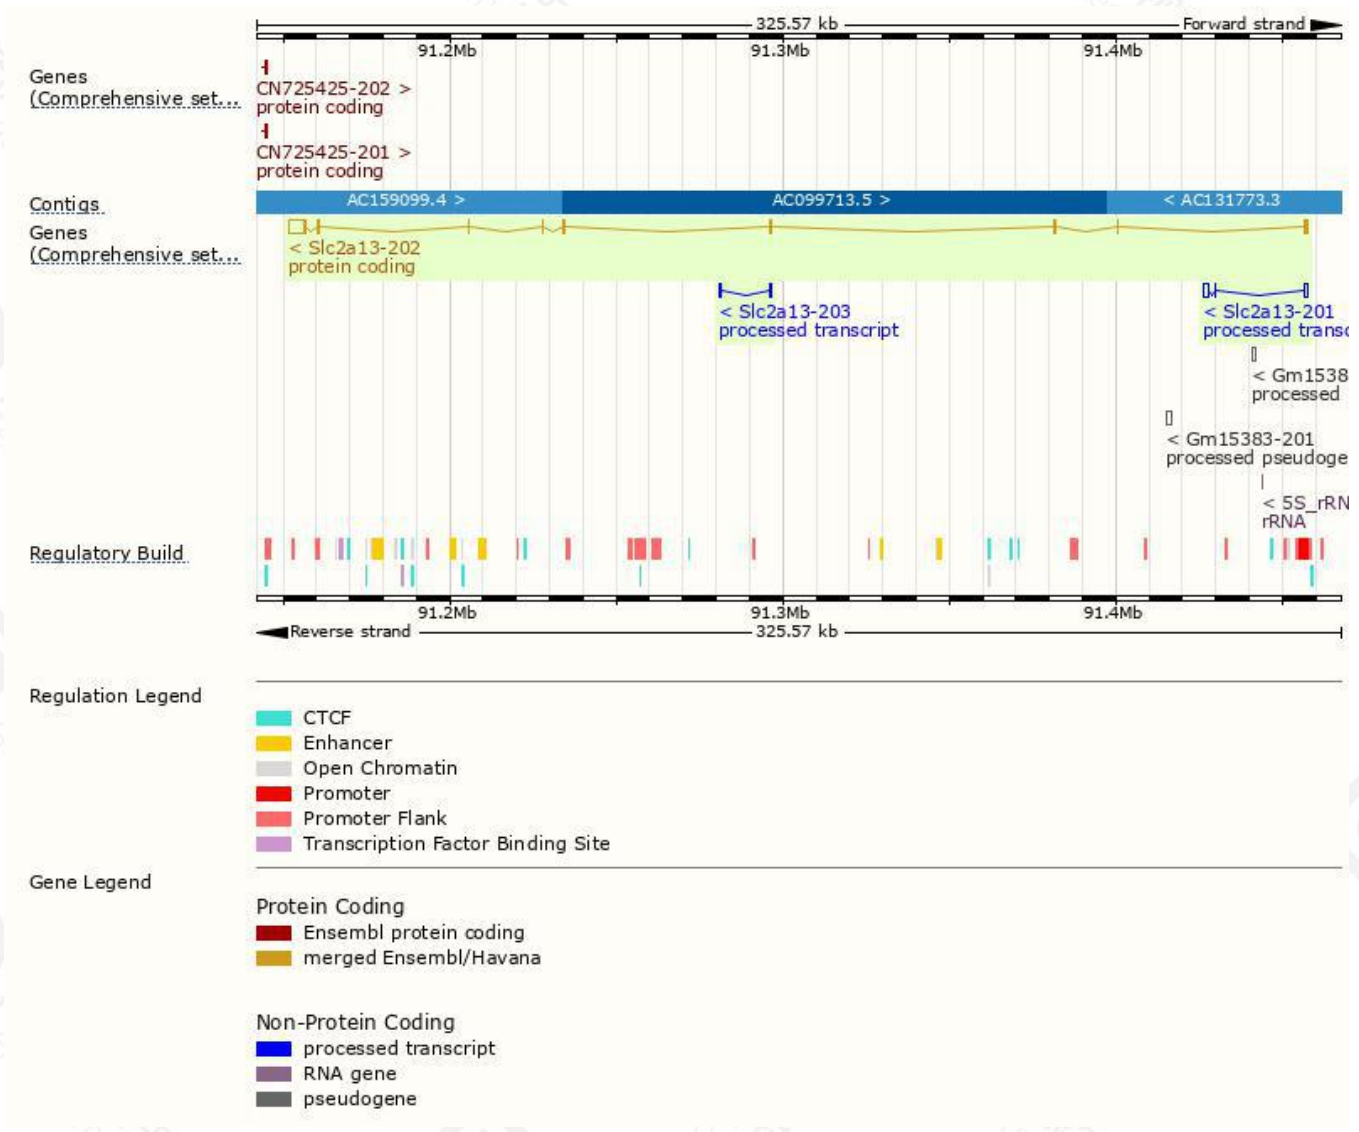 325.57 kb
Forward strand
91.2Mb 91.3Mb 91.4Mb
Genes
(Comprehensive set...
CN725425-202 >
protein coding
CN725425-201 >
protein coding
Contigs
AC159099.4 > AC099713.5 > < AC131773.3
Genes
(Comprehensive set...
< Slc2a13-202
protein coding
< Slc2a13-203
processed transcript
< Slc2a13-201
processed transc
< Gm1538
processed
< Gm15383-201
processed pseudoge
< 5S_rRN
rRNA
Regulatory Build
91.2Mb 91.3Mb 91.4Mb
Reverse strand
325.57 kb
Regulation Legend
CTCF
Enhancer
Open Chromatin
Promoter
Promoter Flank
Transcription Factor Binding Site
Gene Legend
Protein Coding
Ensembl protein coding
merged Ensembl/Havana
Non-Protein Coding
processed transcript
RNA gene
pseudogene